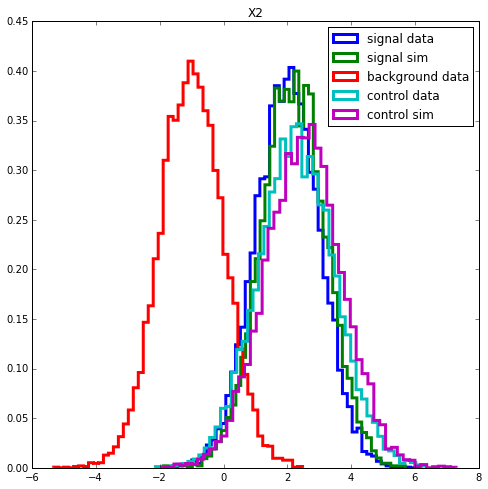 X2
signal data
signal sim
background data
control data
control sim
0.45
0.40
0.35
0.30
0.25
0.20
0.15
0.10
0.05
0.00
−6 −4 −2 0 2 4 6 8